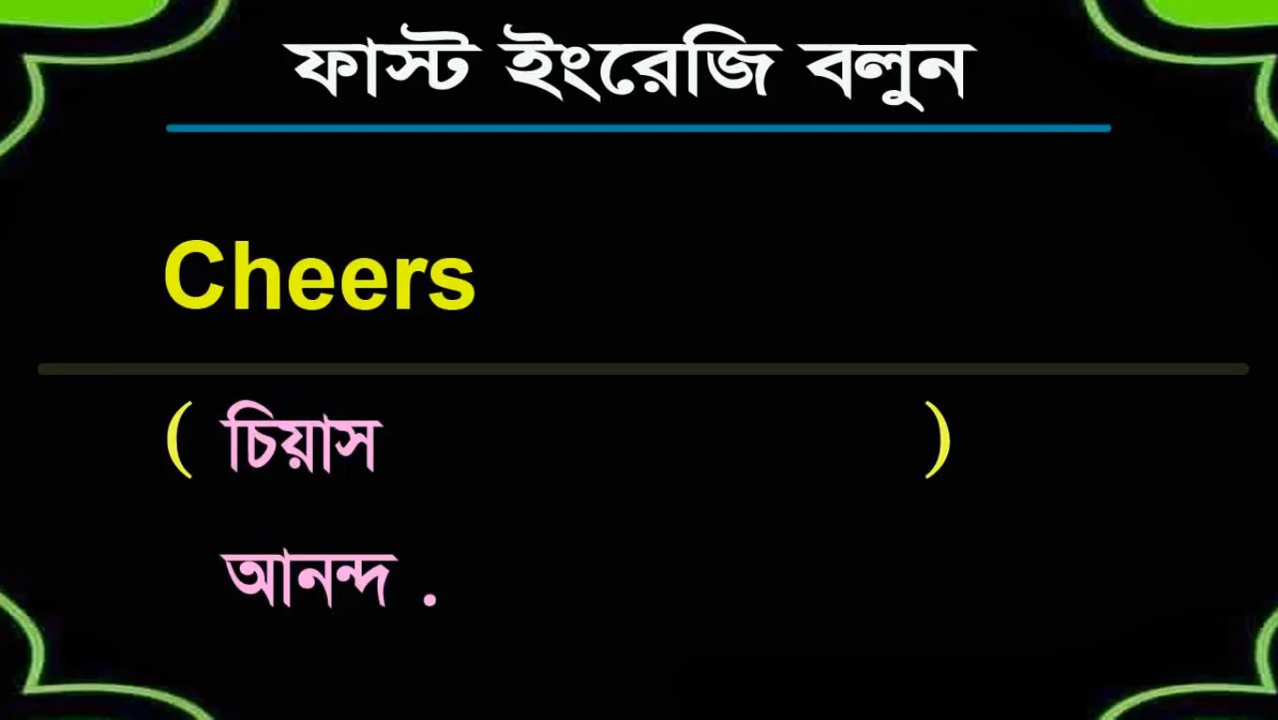 ফাস্ট ইংরেজি বলুন
Cheers
( চিয়াস )
আনন্দ .